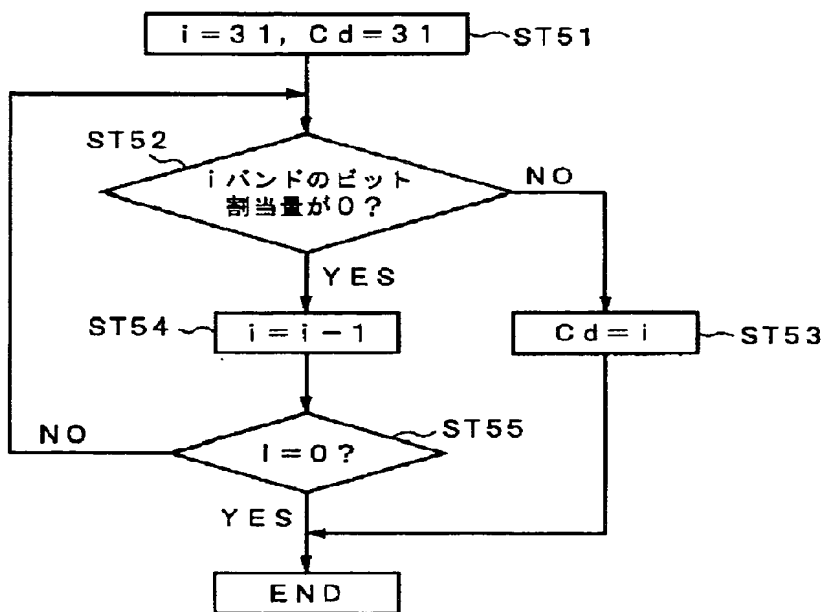 i=31, Cd=31
ST51
ST52
iバンドのビット
割当量が0?
NO
YES
ST54
i=i-1
Cd=i
ST53
NO
ST55
i=0?
YES
END